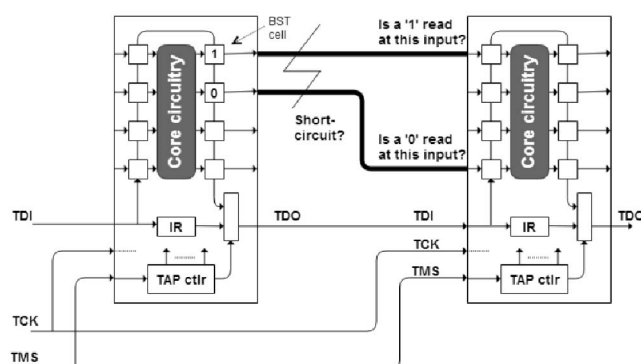 BST
cell
Is a '1' read
at this input?
1
0
Core circuitry
Core circuitry
Short-
circuit?
Is a '0' read
at this input?
TDI
IR
TDO
TDI
IR
TDO
TCK
TAP ctlr
TMS
TAP ctlr
TCK
TMS